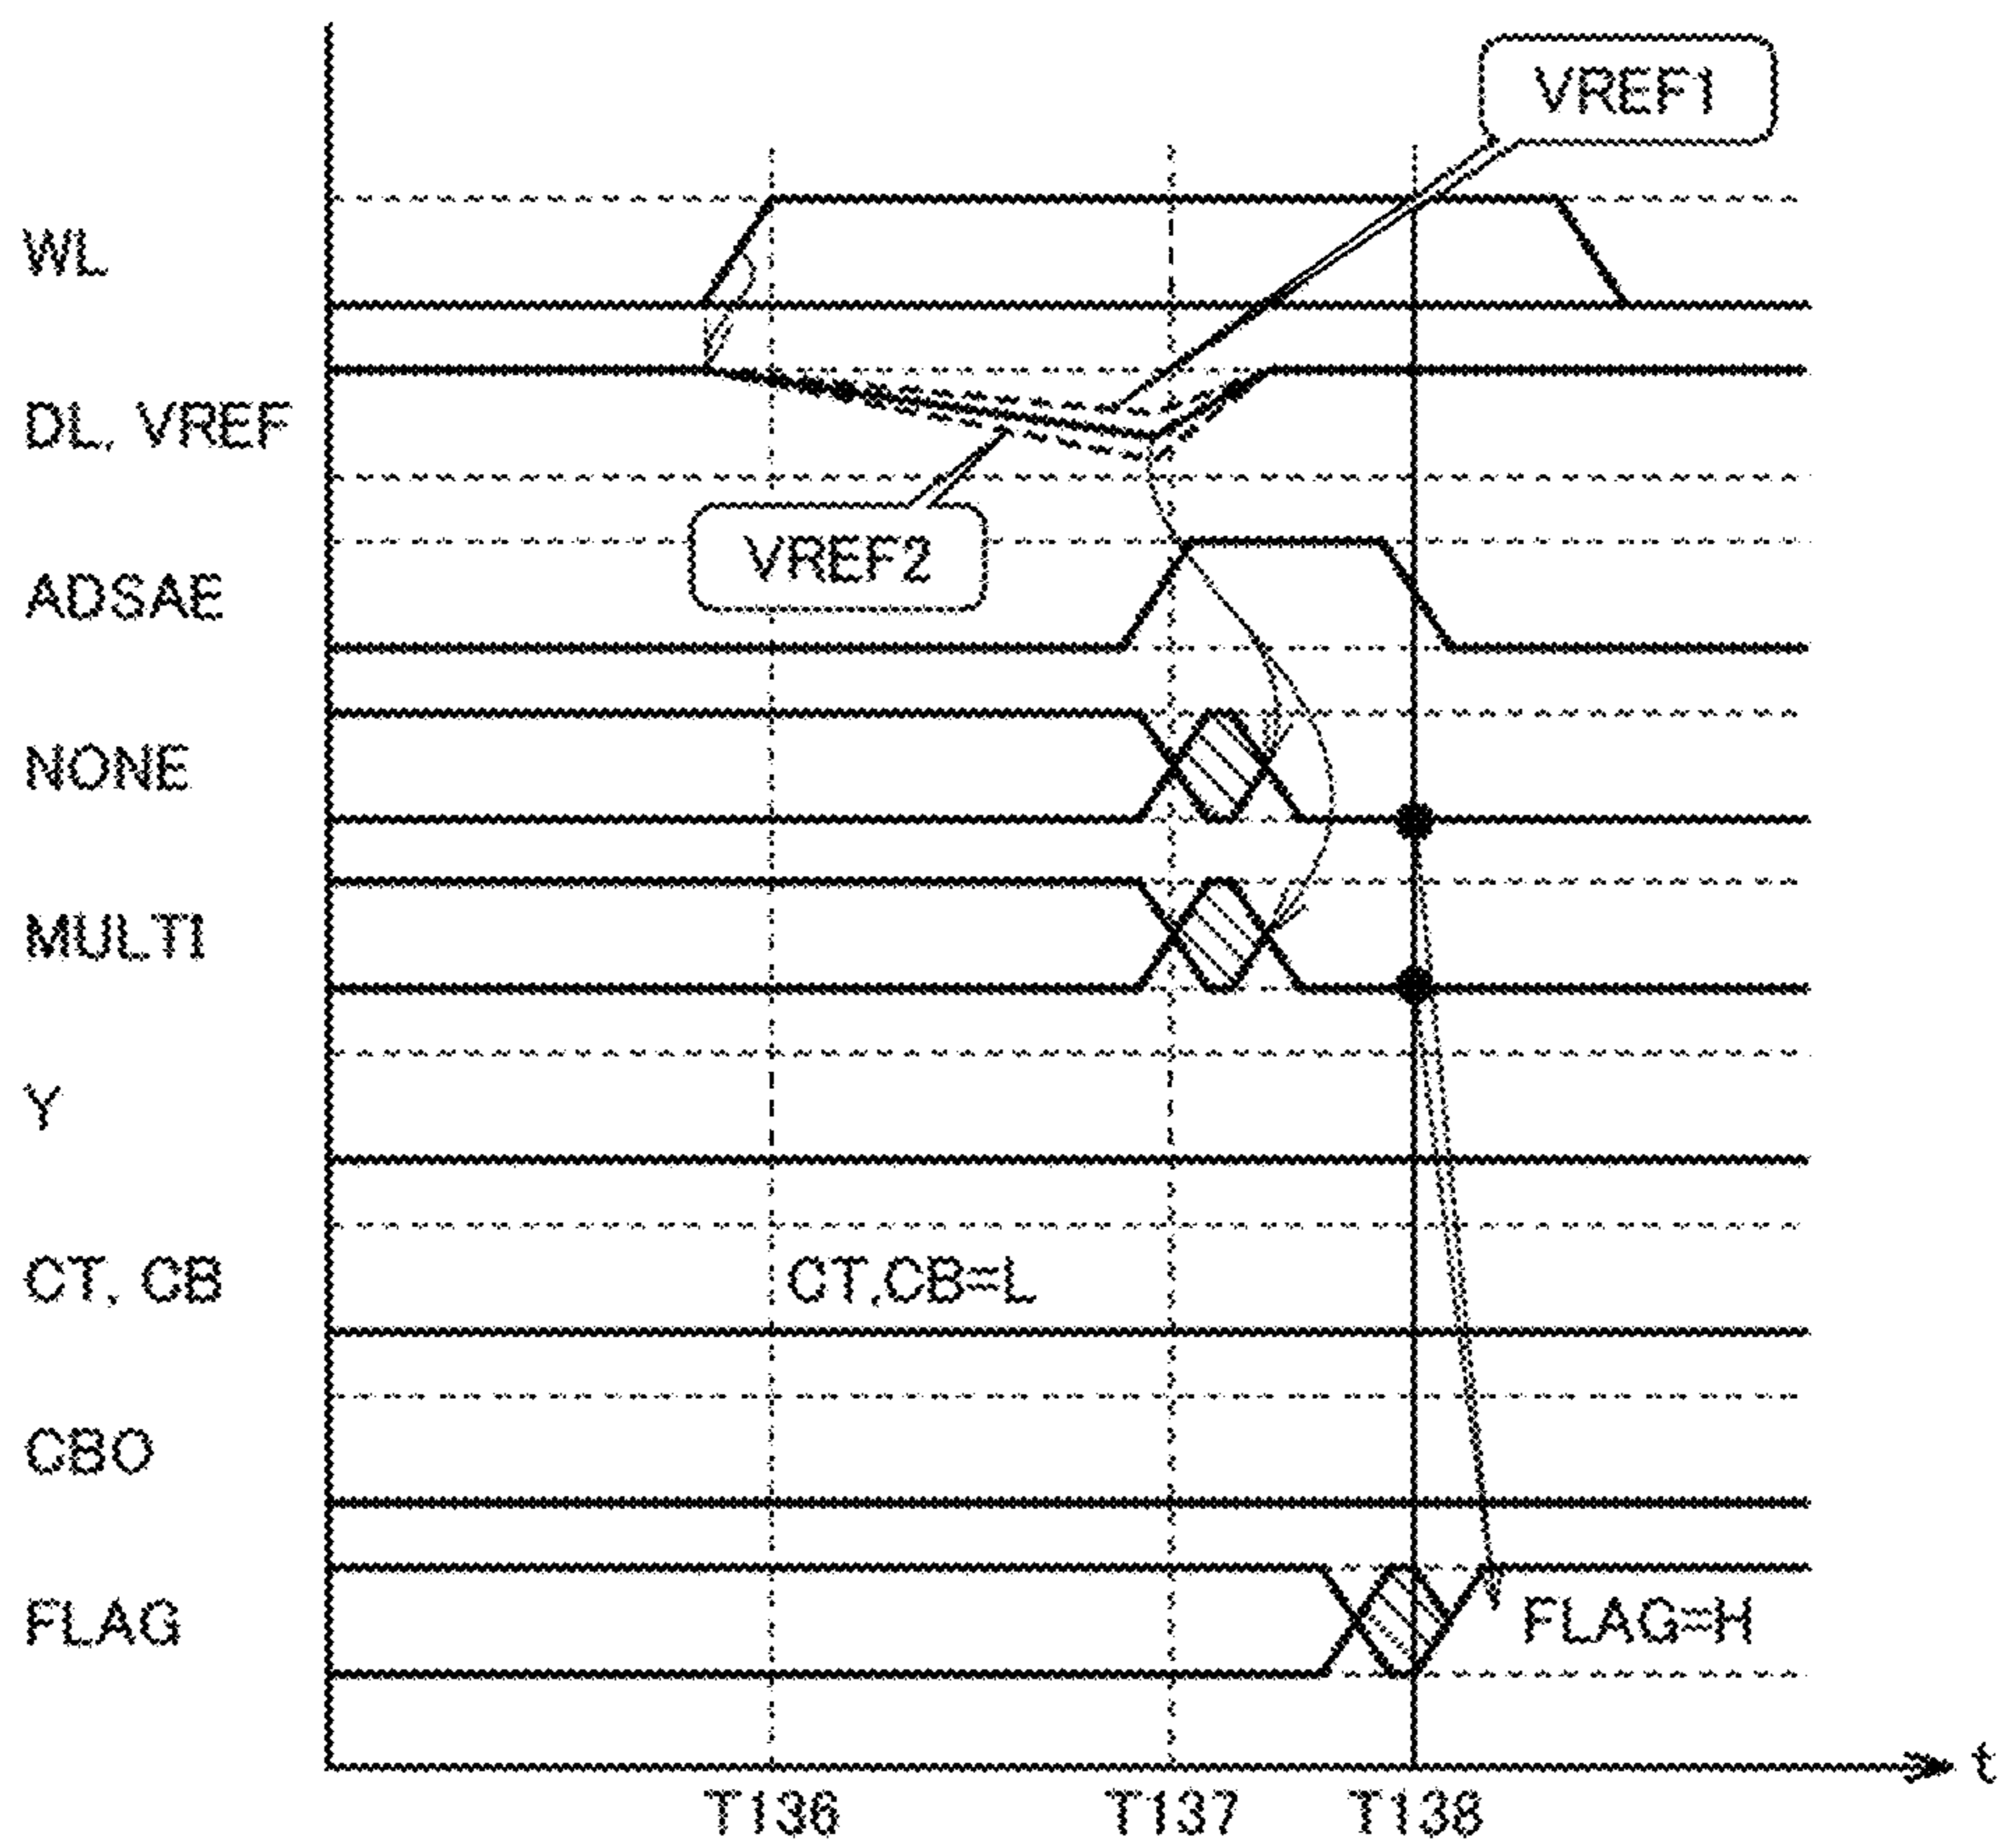 VREF1
WL
DL, VREF
VREF2
ADSAE
NONE
MULTI
Y
CT, CB
CT,CB=L
CBO
FLAG
FLAG=H
t
T136
T137
T138